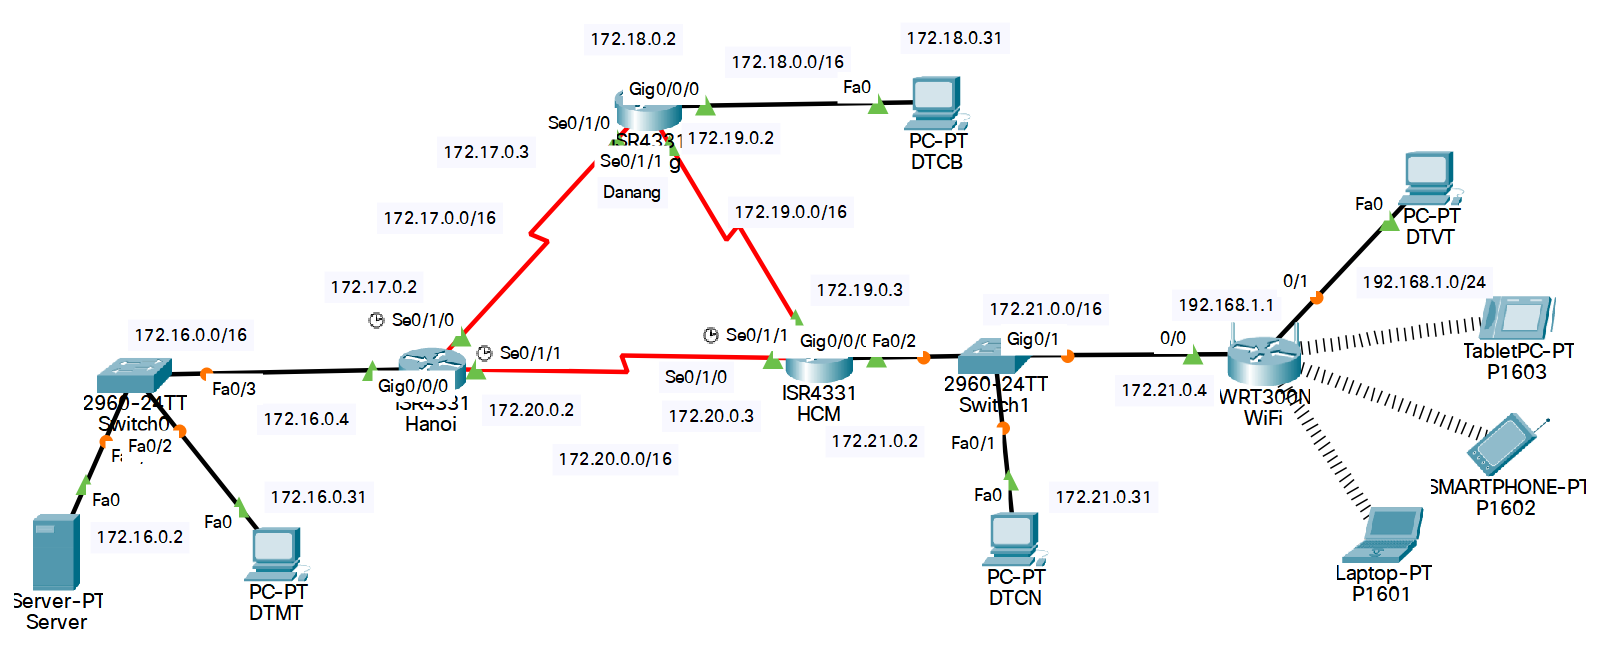 172.18.0.2
172.18.0.31
172.18.0.0/16
Gig0/0/0
Fa0
Se0/1/0
ISR4331
172.19.0.2
PC-PT
DTCB
172.17.0.3
Se0/1/1
g
Danang
172.17.0.0/16
172.19.0.0/16
Fa0
PC-PT
DTVT
172.17.0.2
172.19.0.3
0/1
192.168.1.0/24
Se0/1/0
172.21.0.0/16
192.168.1.1
172.16.0.0/16
Se0/1/1
Se0/1/1
Gig0/0/0
Fa0/2
Gig0/1
0/0
TabletPC-PT
P1603
Fa0/3
Gig0/0/0
Se0/1/0
2960-24TT
Switch0
ISR4331
Hanoi
ISR4331
HCM
2960-24TT
Switch1
172.21.0.4
WRT300N
WiFi
172.16.0.4
172.20.0.2
172.20.0.3
172.21.0.2
Fa0/1
Fa0/2
172.20.0.0/16
SMARTPHONE-PT
P1602
Fa0
172.16.0.31
Fa0
172.21.0.31
Fa0
172.16.0.2
Server-PT
Server
PC-PT
DTMT
PC-PT
DTCN
Laptop-PT
P1601